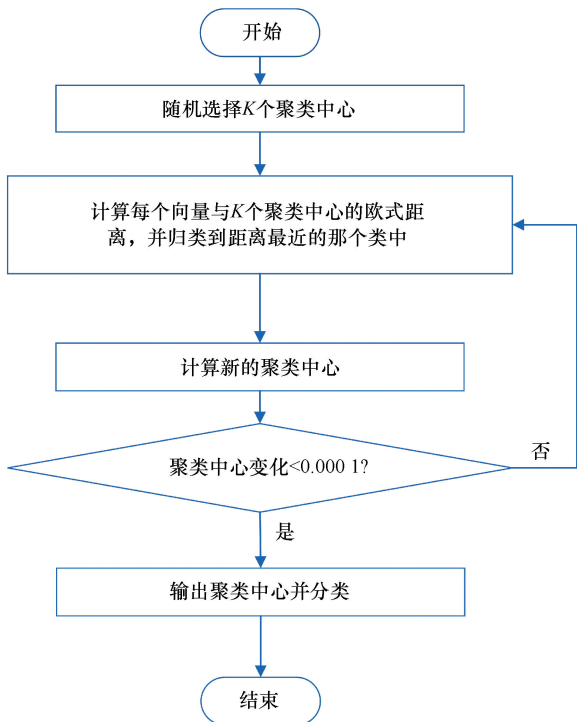 开始
随机选择K个聚类中心
计算每个向量与K个聚类中心的欧式距
离，并归类到距离最近的那个类中
计算新的聚类中心
聚类中心变化<0.000 1?
否
是
输出聚类中心并分类
结束